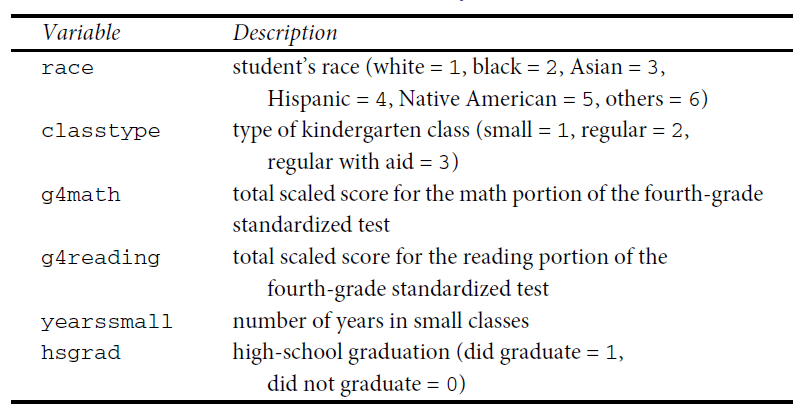 Variable Description
race student's race (white = 1, black = 2, Asian = 3,
Hispanic = 4, Native American = 5, others = 6)
classtype type of kindergarten class (small = 1, regular = 2,
regular with aid = 3)
g4math total scaled score for the math portion of the fourth-grade
standardized test
g4reading total scaled score for the reading portion of the
fourth-grade standardized test
yearssmall number of years in small classes
hsgrad high-school graduation (did graduate = 1,
did not graduate = 0)